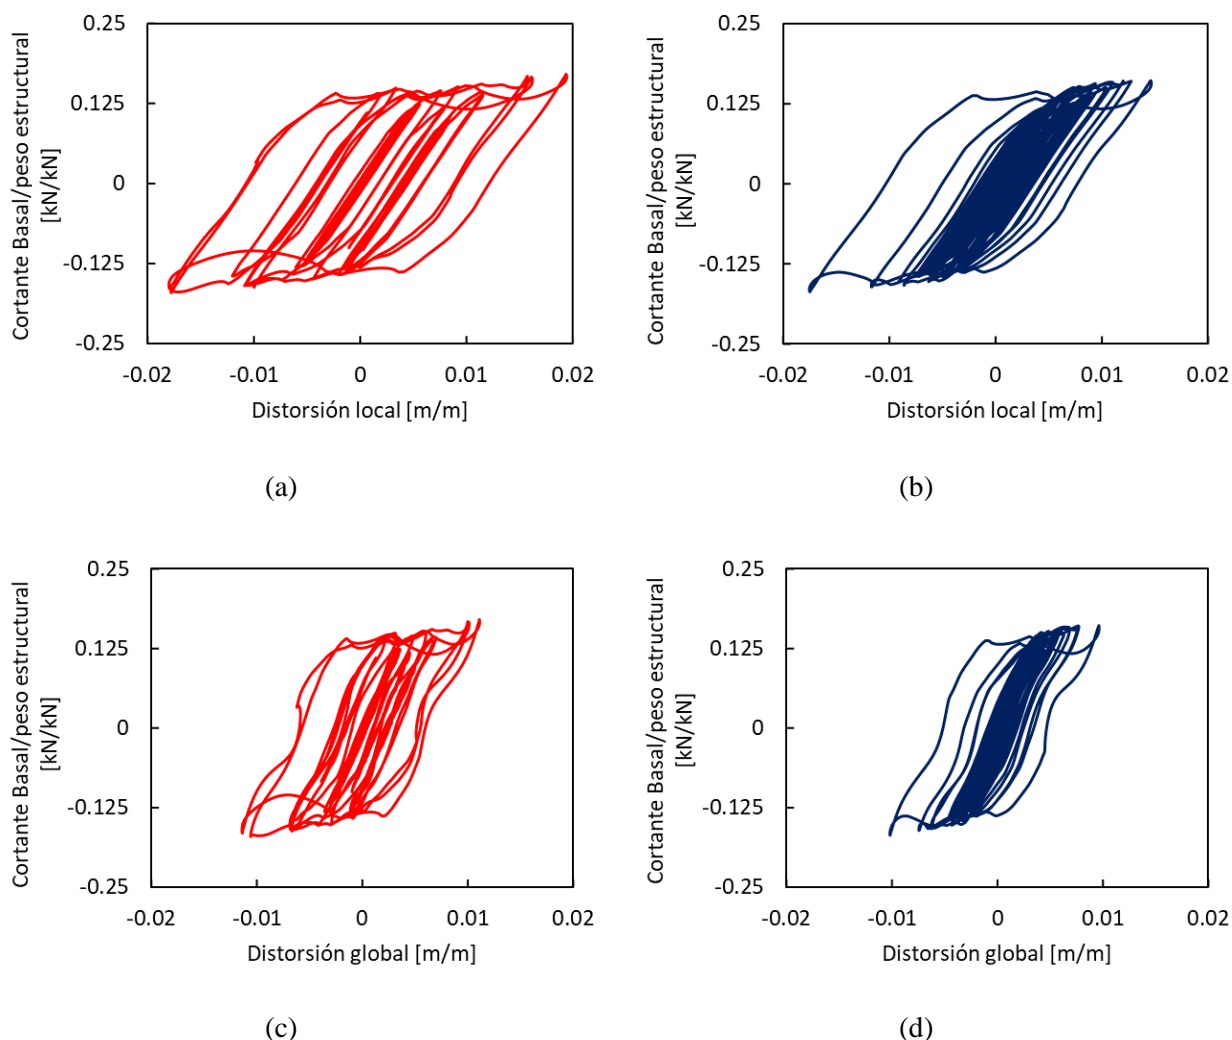 Cortante Basal/peso estructural
[kN/kN]
0.25
0.125
0
-0.125
-0.25
-0.02
-0.01
0
0.01
0.02
Distorsión local [m/m]
(a)
Cortante Basal/peso estructural
[kN/kN]
0.25
0.125
0
-0.125
-0.25
-0.02
-0.01
0
0.01
0.02
Distorsión local [m/m]
(b)
Cortante Basal/peso estructural
[kN/kN]
0.25
0.125
0
-0.125
-0.25
-0.02
-0.01
0
0.01
0.02
Distorsión global [m/m]
(c)
Cortante Basal/peso estructural
[kN/kN]
0.25
0.125
0
-0.125
-0.25
-0.02
-0.01
0
0.01
0.02
Distorsión global [m/m]
(d)